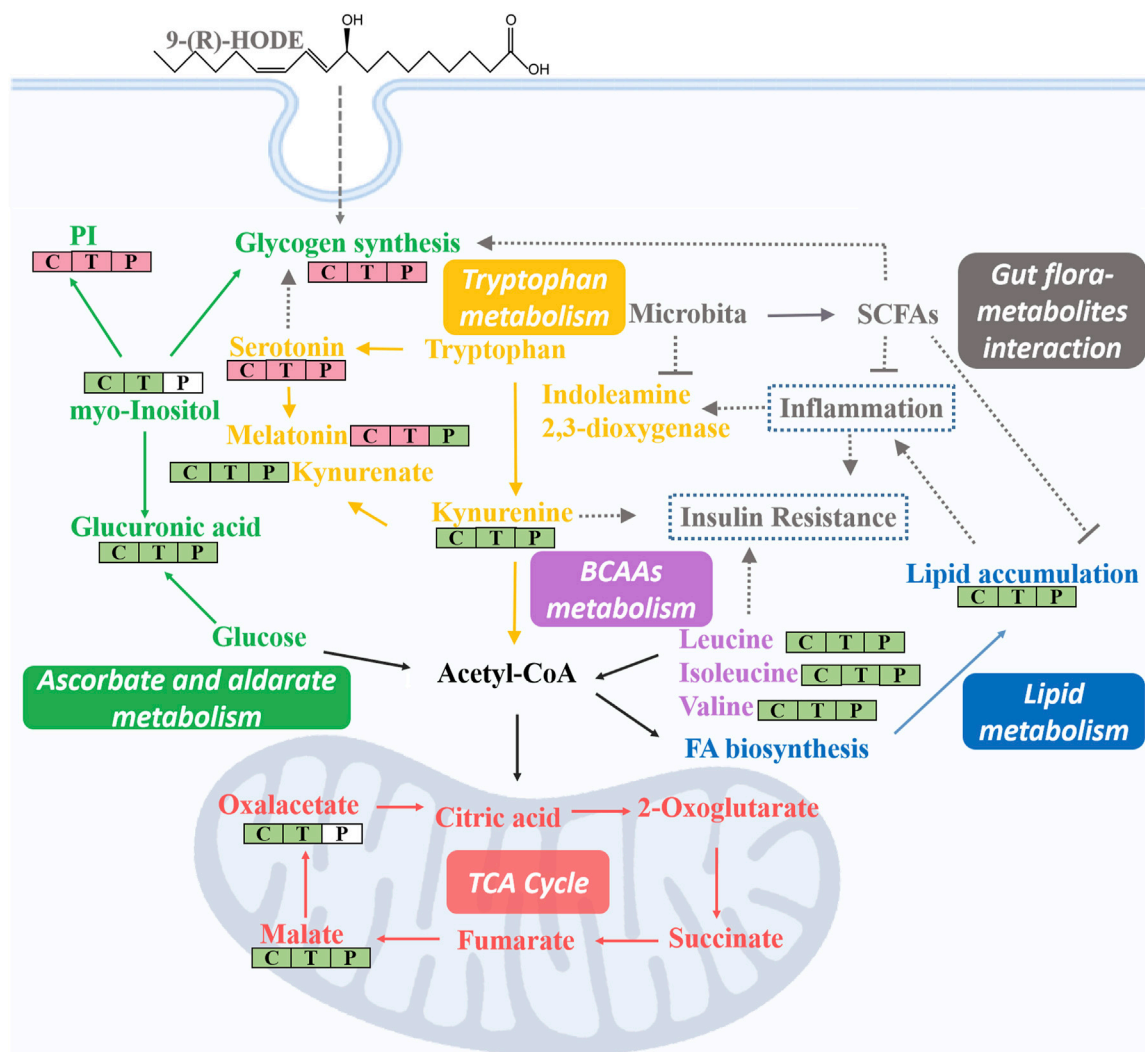 OH
O
9-(R)-HODE
OH
PI
C T P
Glycogen synthesis
C T P
Tryptophan
metabolism
Gut flora-
metabolites
interaction
Microbita
SCFAs
Serotonin
C T P
Tryptophan
C T P
myo-Inositol
Indoleamine
2,3-dioxygenase
Inflammation
Melatonin C T P
C T P Kynurenate
Kynurenine
C T P
Insulin Resistance
Glucuronic acid
C T P
BCAAs
metabolism
Lipid accumulation
C T P
Glucose
Leucine C T P
Acetyl-CoA
Isoleucine C T P
Valine C T P
Ascorbate and aldarate
metabolism
Lipid
metabolism
FA biosynthesis
Oxalacetate
C T P
Citric acid
2-Oxoglutarate
TCA Cycle
Malate
C T P
Fumarate
Succinate